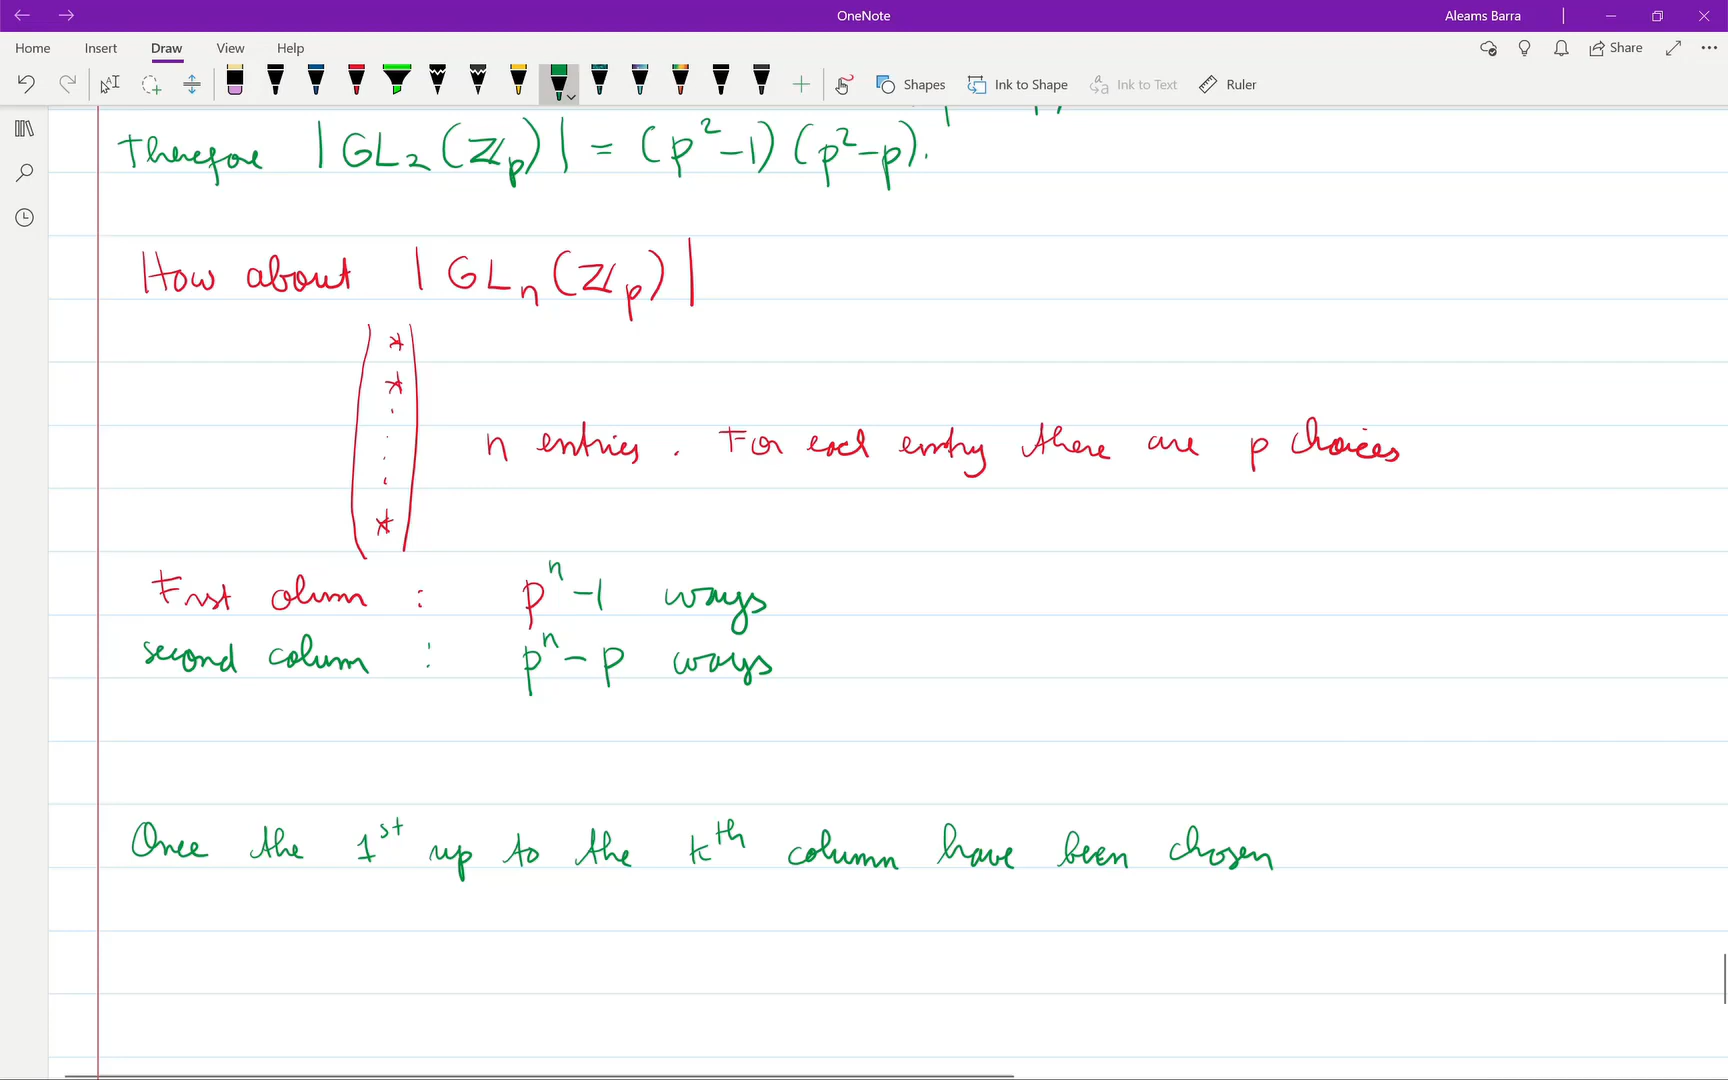 OneNote
Aleams Barra
Home Insert Draw View Help
Share
Shapes Ink to Shape Ink to Text Ruler
Therefore |GL₂(ℤₚ)| = (p²-1)(p²-p).
How about |GLₙ(ℤₚ)|
*
*
.
.
.
.
*
n entries. For each entry there are p choices
First column : pⁿ-1 ways
second column : pⁿ-p ways
Once the 1ˢᵗ up to the kᵗʰ column have been chosen